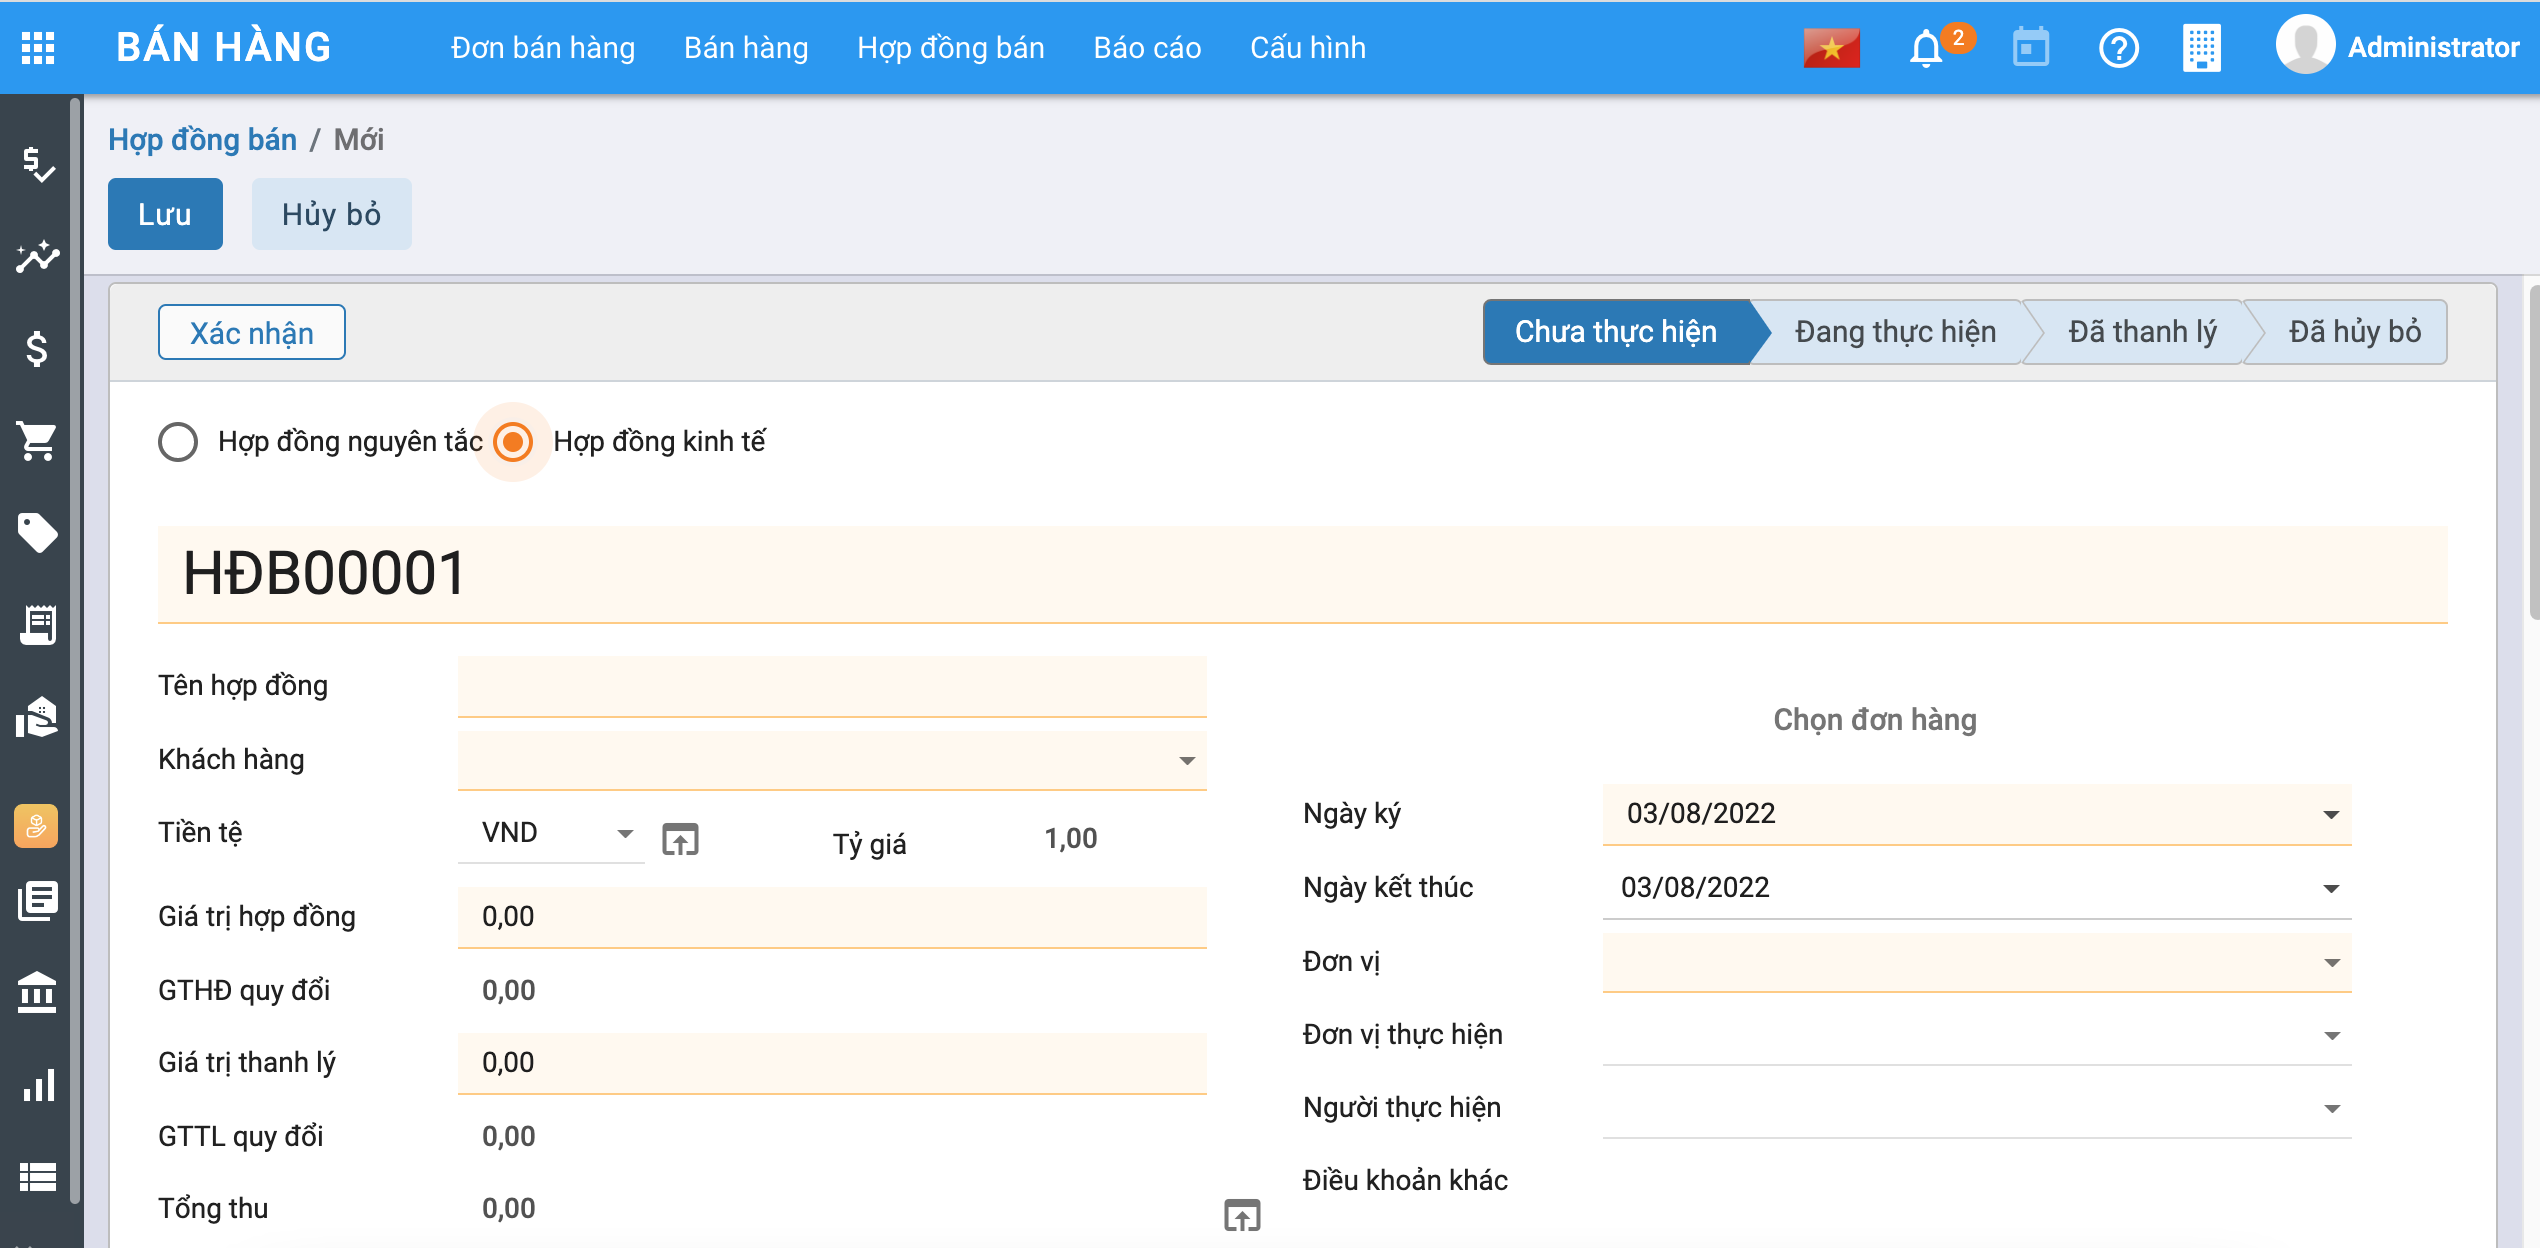 BÁN HÀNG Đơn bán hàng Bán hàng Hợp đồng bán Báo cáo Cấu hình 2 Administrator
Hợp đồng bán / Mới
Lưu Hủy bỏ
Xác nhận Chưa thực hiện Đang thực hiện Đã thanh lý Đã hủy bỏ
Hợp đồng nguyên tắc Hợp đồng kinh tế
HĐB00001
Tên hợp đồng
Chọn đơn hàng
Khách hàng
Ngày ký 03/08/2022
Tiền tệ VND Tỷ giá 1,00
Ngày kết thúc 03/08/2022
Giá trị hợp đồng 0,00
Đơn vị
GTHĐ quy đổi 0,00
Đơn vị thực hiện
Giá trị thanh lý 0,00
Người thực hiện
GTTL quy đổi 0,00
Điều khoản khác
Tổng thu 0,00